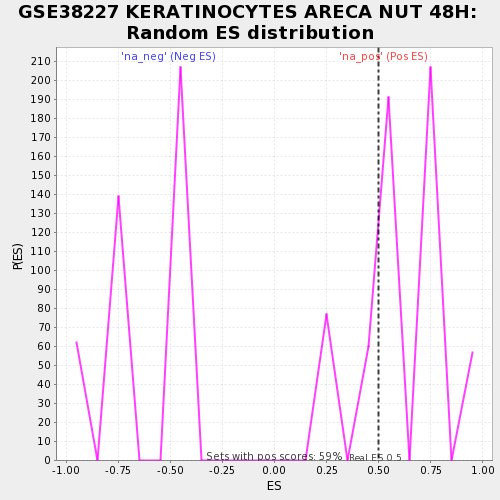 GSE38227 KERATINOCYTES ARECA NUT 48H:
Random ES distribution
'na_neg' (Neg ES)
'na_pos' (Pos ES)
210
200
190
180
170
160
150
140
130
120
110
100
90
80
70
60
50
40
30
20
10
0
P(ES)
Sets with pos scores: 59%
Real ES 0.5
-1.00 -0.75 -0.50 -0.25 0.00 0.25 0.50 0.75 1.00
ES